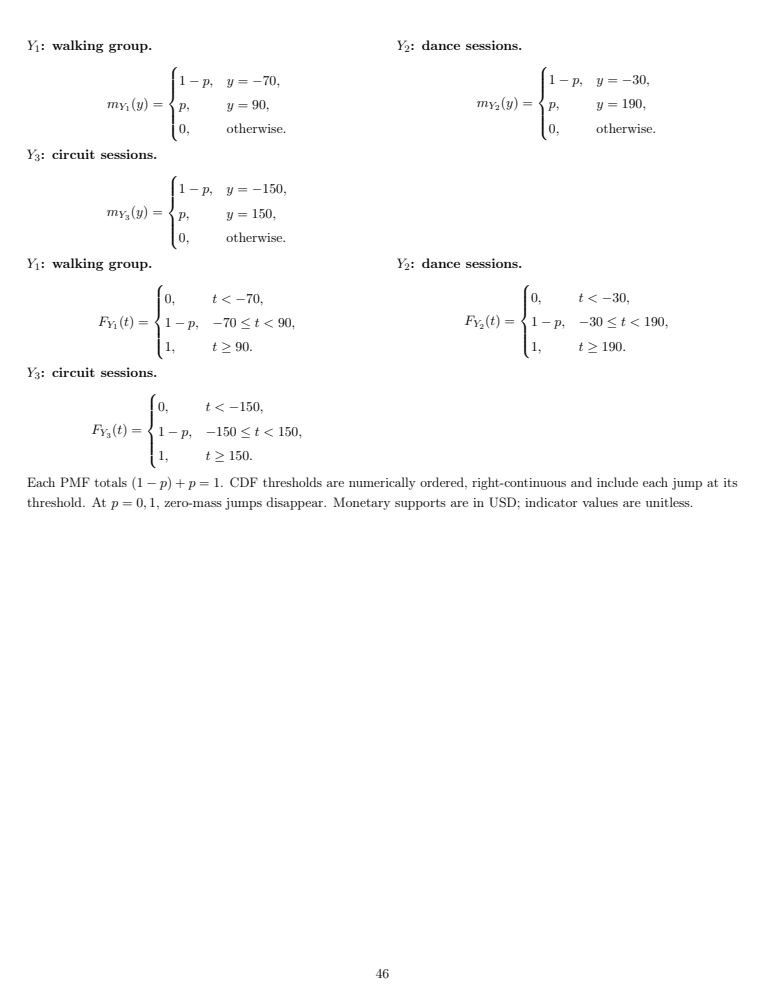 Y₁: walking group.
m_{Y₁}(y) = { 1 − p, y = −70,
p, y = 90,
0, otherwise.
Y₂: dance sessions.
m_{Y₂}(y) = { 1 − p, y = −30,
p, y = 190,
0, otherwise.
Y₃: circuit sessions.
m_{Y₃}(y) = { 1 − p, y = −150,
p, y = 150,
0, otherwise.
Y₁: walking group.
F_{Y₁}(t) = { 0, t < −70,
1 − p, −70 ≤ t < 90,
1, t ≥ 90.
Y₂: dance sessions.
F_{Y₂}(t) = { 0, t < −30,
1 − p, −30 ≤ t < 190,
1, t ≥ 190.
Y₃: circuit sessions.
F_{Y₃}(t) = { 0, t < −150,
1 − p, −150 ≤ t < 150,
1, t ≥ 150.
Each PMF totals (1 − p) + p = 1. CDF thresholds are numerically ordered, right-continuous and include each jump at its
threshold. At p = 0, 1, zero-mass jumps disappear. Monetary supports are in USD; indicator values are unitless.
46